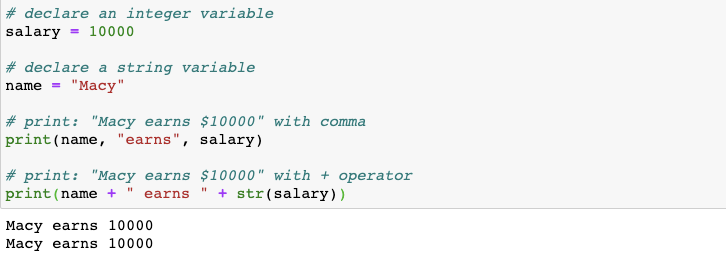 # declare an integer variable
salary = 10000
# declare a string variable
name = "Macy"
# print: "Macy earns $10000" with comma
print(name, "earns", salary)
# print: "Macy earns $10000" with + operator
print(name + " earns " + str(salary))
Macy earns 10000
Macy earns 10000